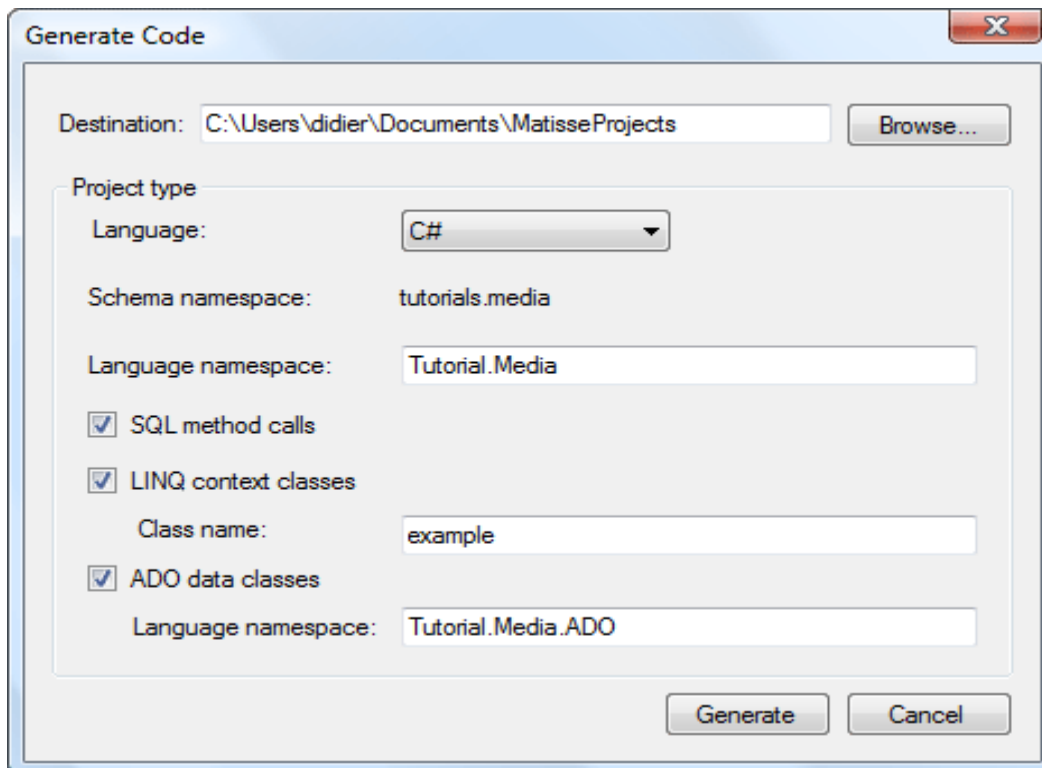 Generate Code
Destination: C:\Users\didier\Documents\MatisseProjects Browse...
Project type
Language: C#
Schema namespace: tutorials.media
Language namespace: Tutorial.Media
SQL method calls
LINQ context classes
Class name: example
ADO data classes
Language namespace: Tutorial.Media.ADO
Generate Cancel